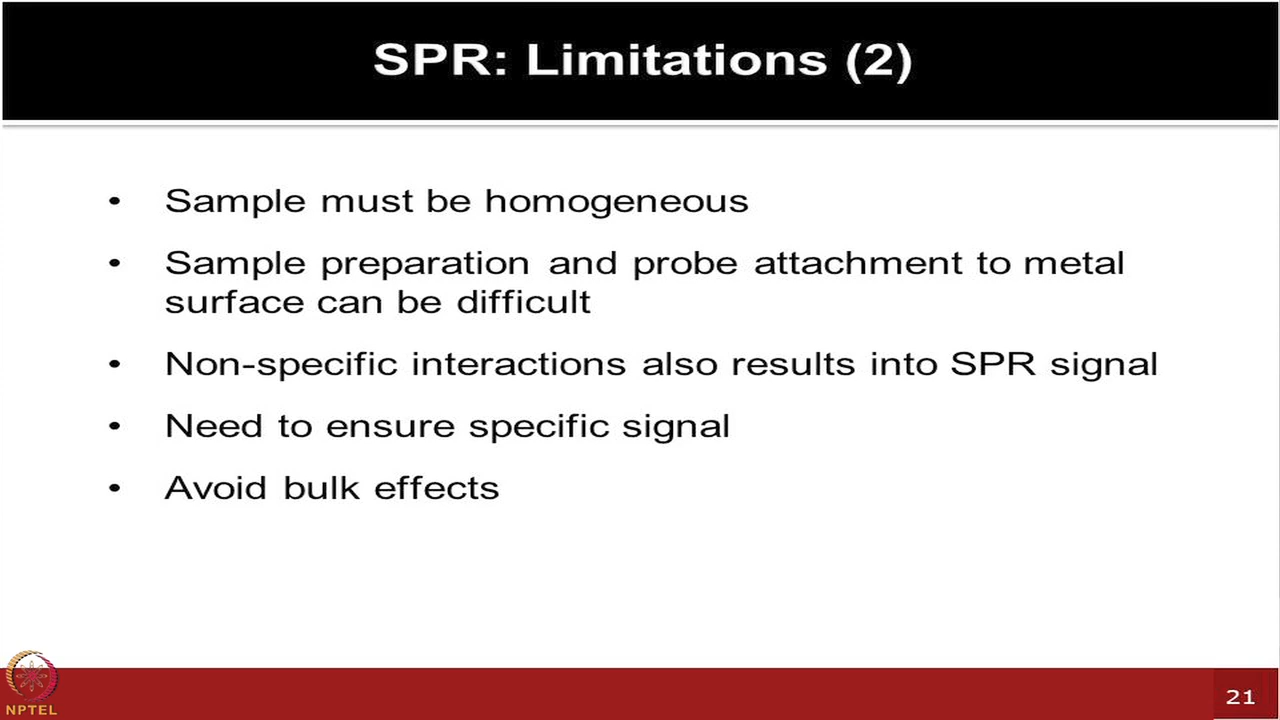 SPR: Limitations (2)
• Sample must be homogeneous
• Sample preparation and probe attachment to metal
surface can be difficult
• Non-specific interactions also results into SPR signal
• Need to ensure specific signal
• Avoid bulk effects
NPTEL
21